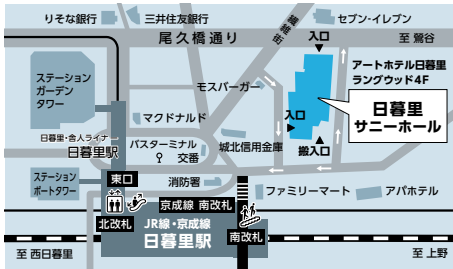 りそな銀行
三井住友銀行
繊維街
セブン-イレブン
尾久橋通り
入口
至 鶯谷
ステーション
ガーデン
タワー
モスバーガー
アートホテル日暮里
ラングウッド4F
日暮里
サニーホール
マクドナルド
入口
日暮里・舎人ライナー
日暮里駅
バスターミナル
交番
城北信用金庫
搬入口
ステーション
ポートタワー
東口
消防署
ファミリーマート
アパホテル
京成線 南改札
北改札
JR線・京成線
日暮里駅
南改札
至 西日暮里
至 上野